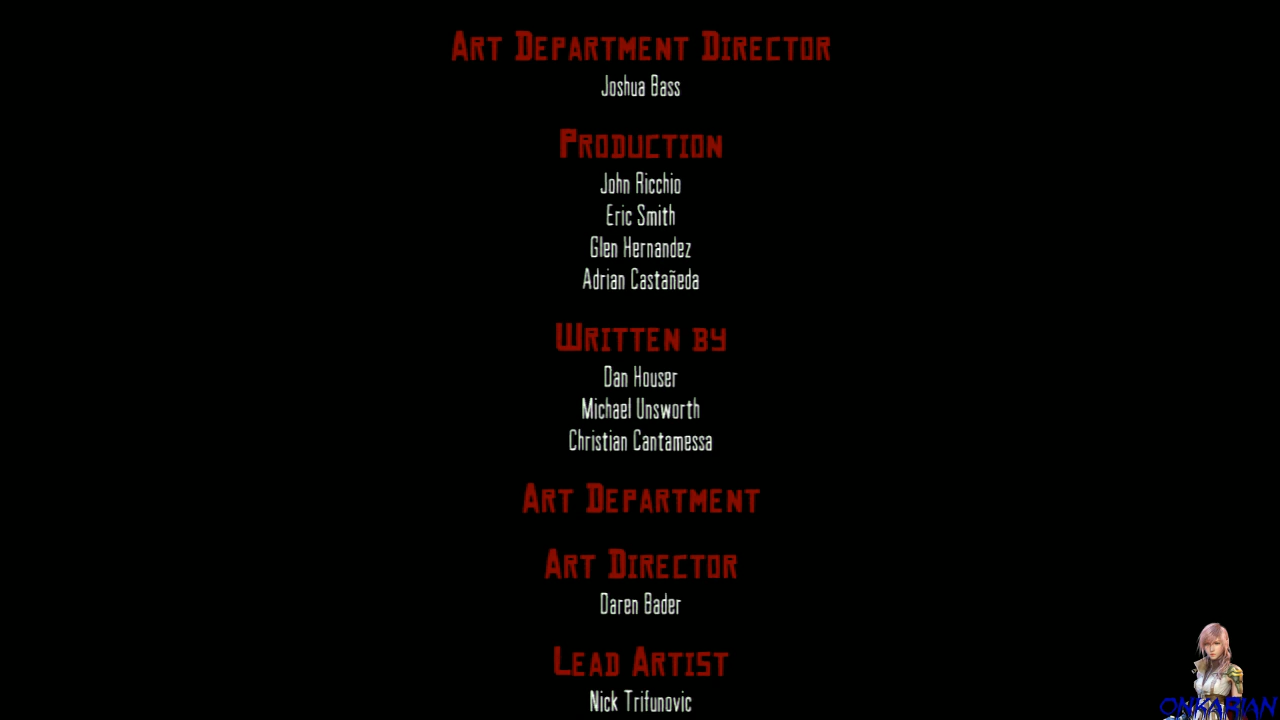 Art Department Director
Joshua Bass
Production
John Ricchio
Eric Smith
Glen Hernandez
Adrian Castañeda
Written by
Dan Houser
Michael Unsworth
Christian Cantamessa
Art Department
Art Director
Daren Bader
Lead Artist
Nick Trifunovic
ONKARIAN